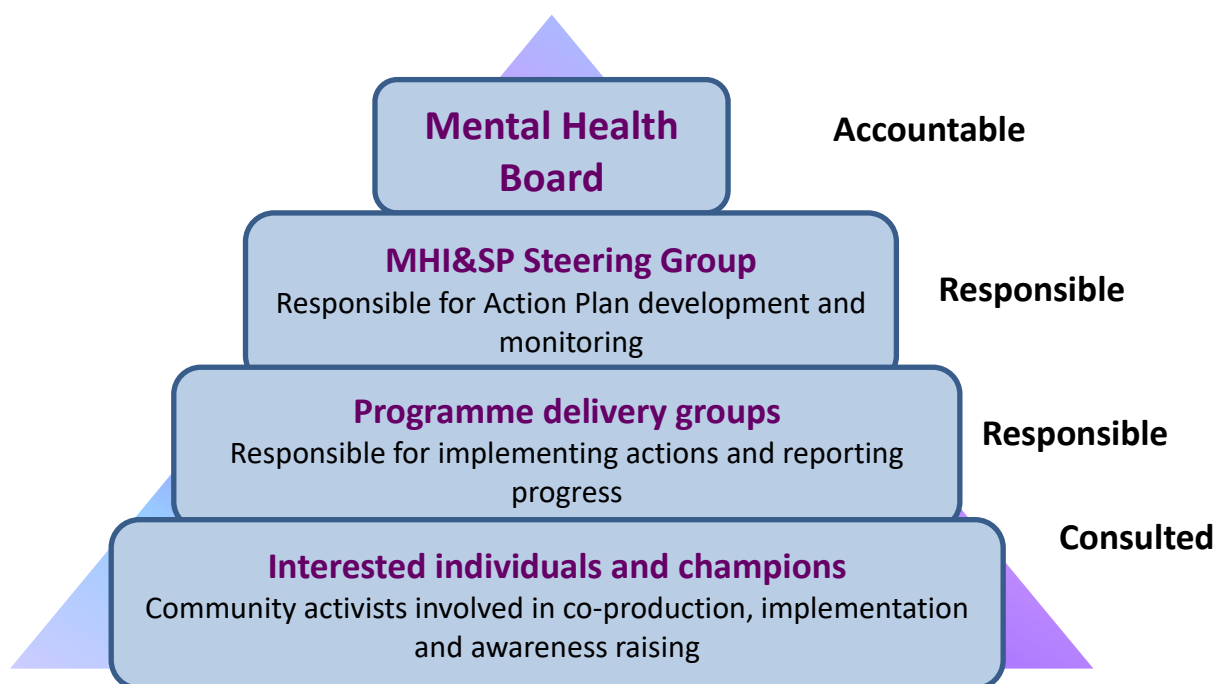 Mental Health
Board
Accountable
MHI&SP Steering Group
Responsible for Action Plan development and
monitoring
Responsible
Programme delivery groups
Responsible for implementing actions and reporting
progress
Responsible
Interested individuals and champions
Community activists involved in co-production, implementation
and awareness raising
Consulted